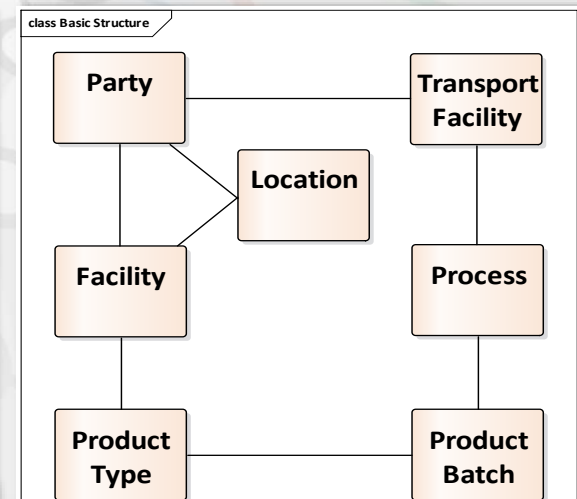 class Basic Structure
Party
Transport
Facility
Location
Facility
Process
Product
Type
Product
Batch